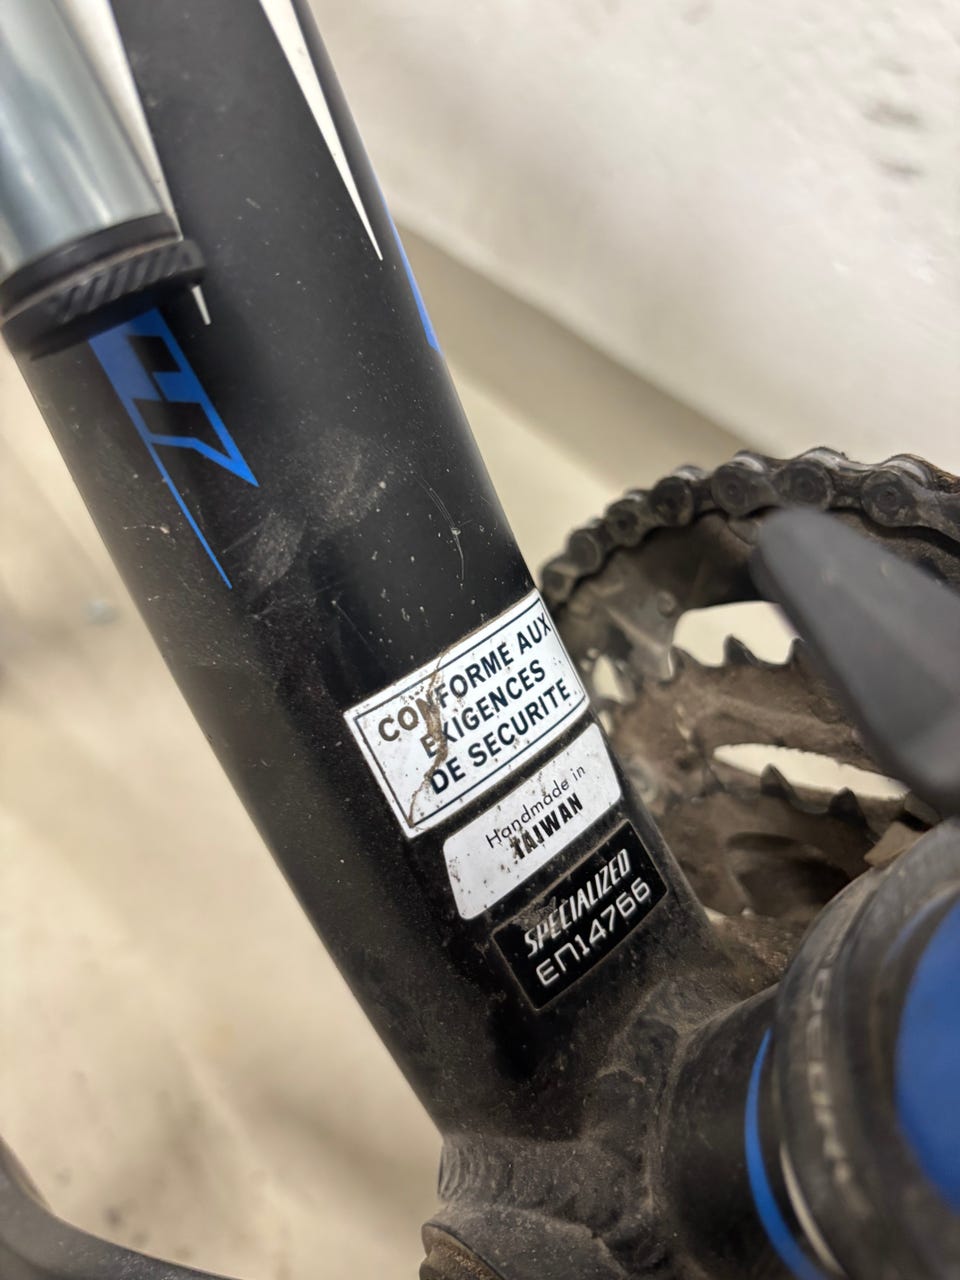 CONFORME AUX
EXIGENCES
DE SECURITE
Handmade in
TAIWAN
SPECIALIZED
EN14766